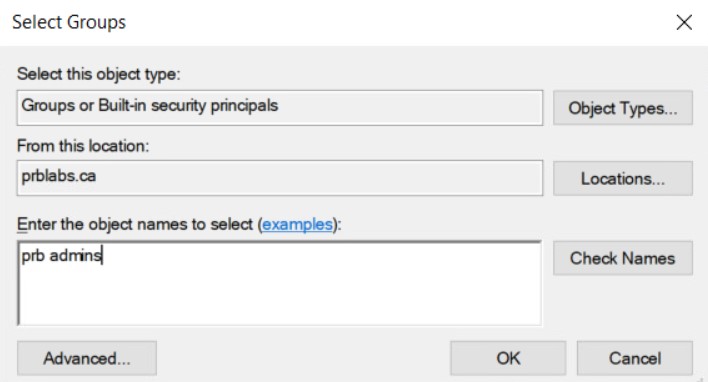 Select Groups
Select this object type:
Groups or Built-in security principals
Object Types...
From this location:
prblabs.ca
Locations...
Enter the object names to select (examples):
prb admins
Check Names
Advanced...
OK
Cancel